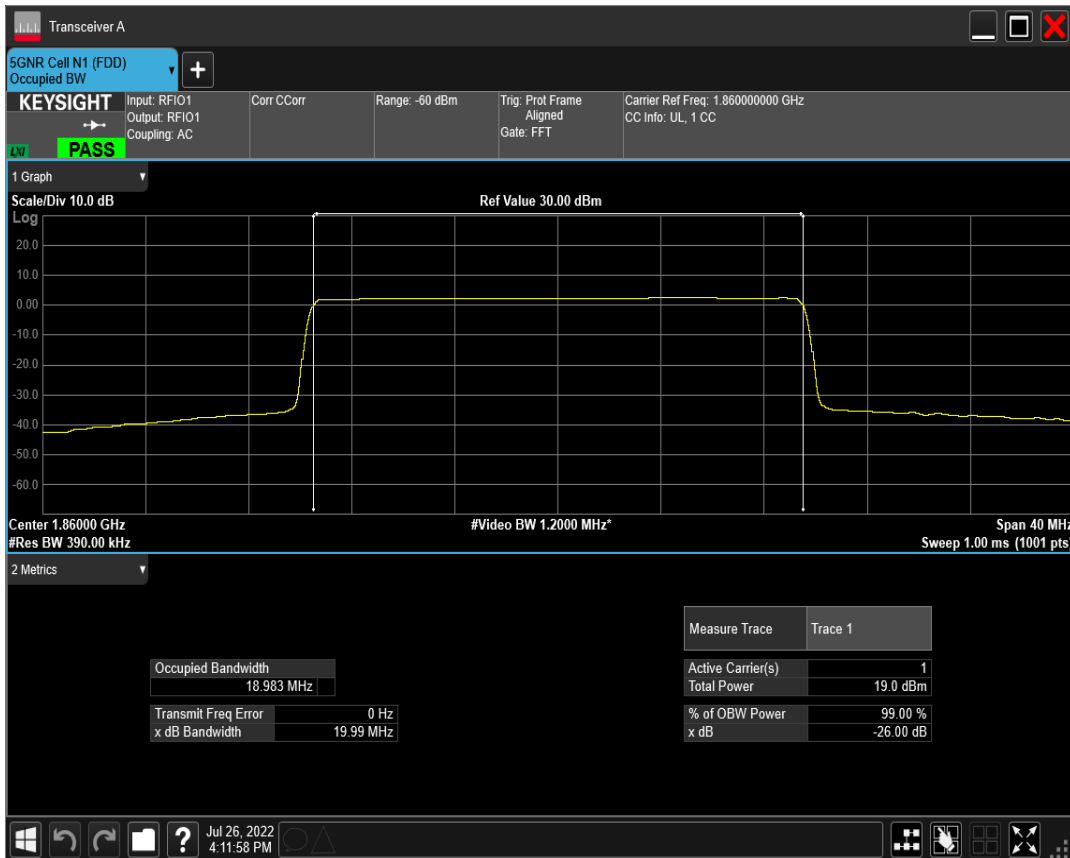 Transceiver A
5GNR Cell N1 (FDD)
Occupied BW
+
KEYSIGHT
LXI
PASS
Input: RFIO1
Output: RFIO1
Coupling: AC
Corr CCorr
Range: -60 dBm
Trig: Prot Frame
Aligned
Gate: FFT
Carrier Ref Freq: 1.860000000 GHz
CC Info: UL, 1 CC
1 Graph
Scale/Div 10.0 dB
Ref Value 30.00 dBm
Log
20.0
10.0
0.00
-10.0
-20.0
-30.0
-40.0
-50.0
-60.0
Center 1.86000 GHz
#Video BW 1.2000 MHz*
Span 40 MHz
#Res BW 390.00 kHz
Sweep 1.00 ms (1001 pts)
2 Metrics
Measure Trace Trace 1
Occupied Bandwidth
18.983 MHz
Active Carrier(s) 1
Total Power 19.0 dBm
Transmit Freq Error 0 Hz
x dB Bandwidth 19.99 MHz
% of OBW Power 99.00 %
x dB -26.00 dB
?
Jul 26, 2022
4:11:58 PM